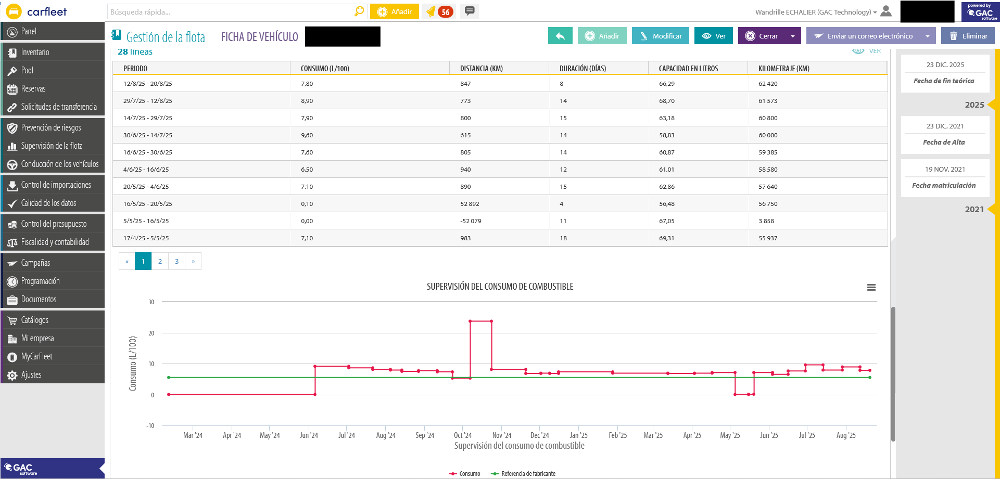 carfleet
Búsqueda rápida...
Añadir
56
Wandrille ECHALIER (GAC Technology)
powered by
GAC
software
Panel
Inventario
Pool
Reservas
Solicitudes de transferencia
Prevención de riesgos
Supervisión de la flota
Conducción de los vehículos
Control de importaciones
Calidad de los datos
Control del presupuesto
Fiscalidad y contabilidad
Campañas
Programación
Documentos
Catálogos
Mi empresa
MyCarFleet
Ajustes
GAC
software
Gestión de la flota FICHA DE VEHÍCULO
Añadir Modificar Ver Cerrar Enviar un correo electrónico Eliminar
28 líneas
VER
PERIODO CONSUMO (L/100) DISTANCIA (KM) DURACIÓN (DÍAS) CAPACIDAD EN LITROS KILOMETRAJE (KM)
12/8/25 - 20/8/25 7,80 847 8 66,29 62 420
29/7/25 - 12/8/25 8,90 773 14 68,70 61 573
14/7/25 - 29/7/25 7,90 800 15 63,18 60 800
30/6/25 - 14/7/25 9,60 615 14 58,83 60 000
16/6/25 - 30/6/25 7,60 805 14 60,87 59 385
4/6/25 - 16/6/25 6,50 940 12 61,01 58 580
20/5/25 - 4/6/25 7,10 890 15 62,86 57 640
16/5/25 - 20/5/25 0,10 52 892 4 56,48 56 750
5/5/25 - 16/5/25 0,00 -52 079 11 67,05 3 858
17/4/25 - 5/5/25 7,10 983 18 69,31 55 937
« 1 2 3 »
SUPERVISIÓN DEL CONSUMO DE COMBUSTIBLE
Consumo (L/100)
30
20
10
0
-10
Mar '24 Apr '24 May '24 Jun '24 Jul '24 Aug '24 Sep '24 Oct '24 Nov '24 Dec '24 Jan '25 Feb '25 Mar '25 Apr '25 May '25 Jun '25 Jul '25 Aug '25
Supervisión del consumo de combustible
Consumo Referencia de fabricante
23 DIC. 2025
Fecha de fin teórica
2025
23 DIC. 2021
Fecha de Alta
19 NOV. 2021
Fecha matriculación
2021